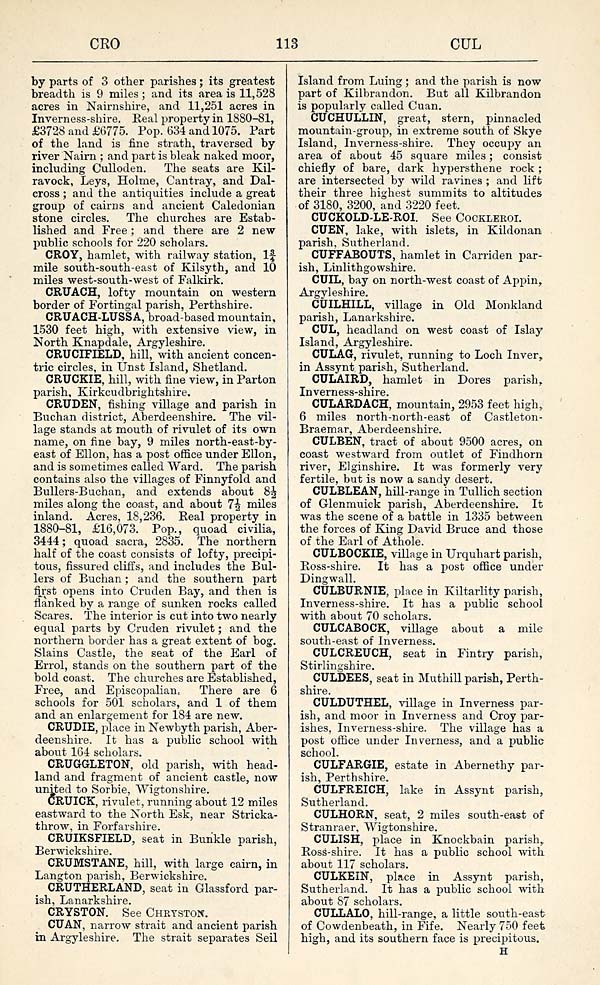 CRO 113 CUL
by parts of 3 other parishes; its greatest
breadth is 9 miles; and its area is 11,528
acres in Nairnshire, and 11,251 acres in
Inverness-shire. Real property in 1880-81,
£3728 and £6775. Pop. 634 and 1075. Part
of the land is fine strath, traversed by
river Nairn; and part is bleak naked moor,
including Culloden. The seats are Kil-
ravock, Leys, Holme, Cantray, and Dal-
cross; and the antiquities include a great
group of cairns and ancient Caledonian
stone circles. The churches are Estab-
lished and Free; and there are 2 new
public schools for 220 scholars.
CROY, hamlet, with railway station, 1¾
mile south-south-east of Kilsyth, and 10
miles west-south-west of Falkirk.
CRUACH, lofty mountain on western
border of Fortingal parish, Perthshire.
CRUACH-LUSSA, broad-based mountain,
1530 feet high, with extensive view, in
North Knapdale, Argyleshire.
CRUCIFIELD, hill, with ancient concen-
tric circles, in Unst Island, Shetland.
CRUCKIE, hill, with fine view, in Parton
parish, Kirkcudbrightshire.
CRUDEN, fishing village and parish in
Buchan district, Aberdeenshire. The vil-
lage stands at mouth of rivulet of its own
name, on fine bay, 9 miles north-east-by-
east of Ellon, has a post office under Ellon,
and is sometimes called Ward. The parish
contains also the villages of Finnyfold and
Bullers-Buchan, and extends about 8½
miles along the coast, and about 7½ miles
inland. Acres, 18,236. Real property in
1880-81, £16,073. Pop., quoad civilia,
3444; quoad sacra, 2835. The northern
half of the coast consists of lofty, precipi-
tous, fissured cliffs, and includes the Bul-
lers of Buchan; and the southern part
first opens into Cruden Bay, and then is
flanked by a range of sunken rocks called
Scares. The interior is cut into two nearly
equal parts by Cruden rivulet; and the
northern border has a great extent of bog.
Slains Castle, the seat of the Earl of
Errol, stands on the southern part of the
bold coast. The churches are Established,
Free, and Episcopalian. There are 6
schools for 501 scholars, and 1 of them
and an enlargement for 184 are new.
CRUDIE, place in Newbyth parish, Aber-
deenshire. It has a public school with
about 164 scholars.
CRUGGLETON, old parish, with head-
land and fragment of ancient castle, now
united to Sorbie, Wigtonshire.
CRUICK, rivulet, running about 12 miles
eastward to the North Esk, near Stricka-
throw, in Forfarshire.
CRUIKSFIELD, seat in Bunkle parish,
Berwickshire.
CRUMSTANE, hill, with large cairn, in
Langton parish, Berwickshire.
CRUTHERLAND, seat in Glassford par-
ish, Lanarkshire.
CRYSTON. See CHRYSTON.
CUAN, narrow strait and ancient parish
in Argyleshire. The strait separates Seil
Island from Luing; and the parish is now
part of Kilbrandon. But all Kilbrandon
is popularly called Cuan.
CUCHULLIN, great, stern, pinnacled
mountain-group, in extreme south of Skye
Island, Inverness-shire. They occupy an
area of about 45 square miles; consist
chiefly of bare, dark hypersthene rock;
are intersected by wild ravines; and lift
their three highest summits to altitudes
of 3180, 3200, and 3220 feet.
CUCKOLD-LE-ROI. See COCKLEROI.
CUEN, lake, with islets, in Kildonan
parish, Sutherland.
CUFFABOUTS, hamlet in Carriden par-
ish, Linlithgowshire.
CUIL, bay on north-west coast of Appin,
Argyleshire.
CUILHILL, village in Old Monkland
parish, Lanarkshire.
CUL, headland on west coast of Islay
Island, Argyleshire.
CULAG, rivulet, running to Loch Inver,
in Assynt parish, Sutherland.
CULAIRD, hamlet in Dores parish,
Inverness-shire.
CULARDACH, mountain, 2953 feet high,
6 miles north-north-east of Castleton-
Braemar, Aberdeenshire.
CULBEN, tract of about 9500 acres, on
coast westward from outlet of Findhorn
river, Elginshire. It was formerly very
fertile, but is now a sandy desert.
CULBLEAN, hill-range in Tullich section
of Glenmuick parish, Aberdeenshire. It
was the scene of a battle in 1335 between
the forces of King David Bruce and those
of the Earl of Athole.
CULBOCKIE, village in Urquhart parish,
Ross-shire. It has a post office under
Dingwall.
CULBURNIE, place in Kiltarlity parish,
Inverness-shire. It has a public school
with about 70 scholars.
CULCABOCK, village about a mile
south-east of Inverness.
CULCREUCH, seat in Fintry parish,
Stirlingshire.
CULDEES, seat in Muthill parish, Perth-
shire.
CULDUTHEL, village in Inverness par-
ish, and moor in Inverness and Croy par-
ishes, Inverness-shire. The village has a
post office under Inverness, and a public
school.
CULFARGIE, estate in Abernethy par-
ish, Perthshire.
CULFREICH, lake in Assynt parish,
Sutherland.
CULHORN, seat, 2 miles south-east of
Stranraer, Wigtonshire.
CULISH, place in Knockbain parish,
Ross-shire. It has a public school with
about 117 scholars.
CULKEIN, place in Assynt parish,
Sutherland. It has a public school with
about 87 scholars.
CULLALO, hill-range, a little south-east
of Cowdenbeath, in Fife. Nearly 750 feet
high, and its southern face is precipitous.
H